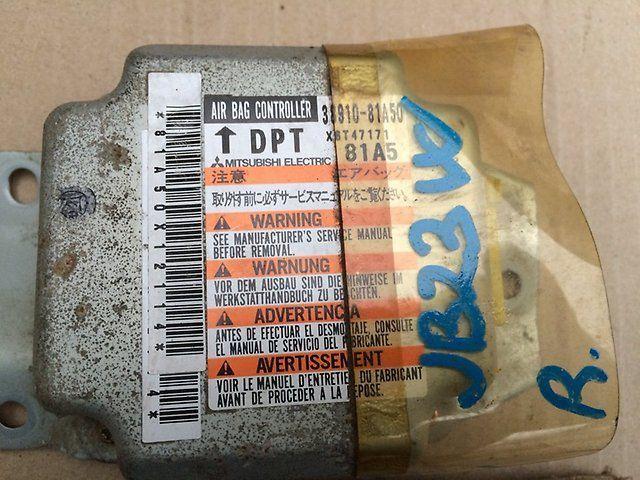 AIR BAG CONTROLLER 38910-81A50
↑ DPT X6T47171
MITSUBISHI ELECTRIC 81A5
注意 エアバッグ
取り外す前に必ずサービスマニュアルをご覧ください。
WARNING
SEE MANUFACTURER'S SERVICE MANUAL
BEFORE REMOVAL.
WARNUNG
VOR DEM AUSBAU SIND DIE HINWEISE IM
WERKSTATTHANDBUCH ZU BEACHTEN.
ADVERTENCIA
ANTES DE EFECTUAR EL DESMONTAJE, CONSULTE
EL MANUAL DE SERVICIO DEL FABRICANTE.
AVERTISSEMENT
VOIR LE MANUEL D'ENTRETIEN DU FABRICANT
AVANT DE PROCEDER A LA DEPOSE.
JB23W
R.